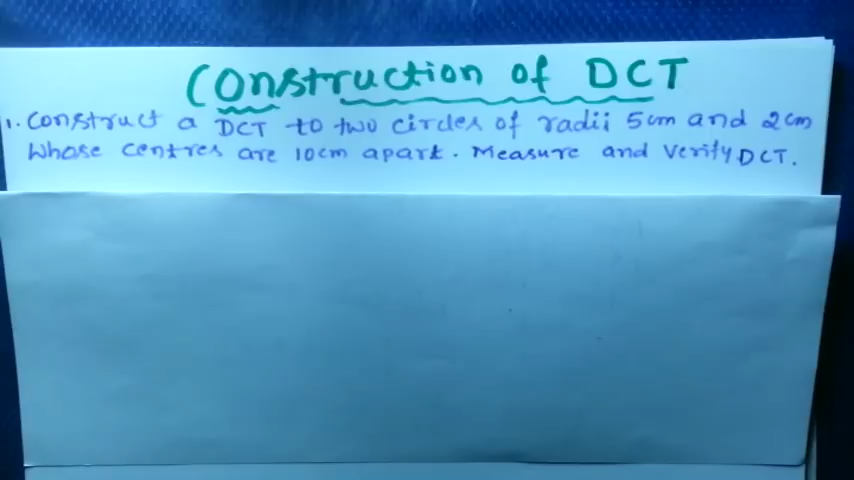 Construction of DCT
1. Construct a DCT to two circles of radii 5cm and 2cm
Whose centres are 10cm apart. Measure and Verify DCT.